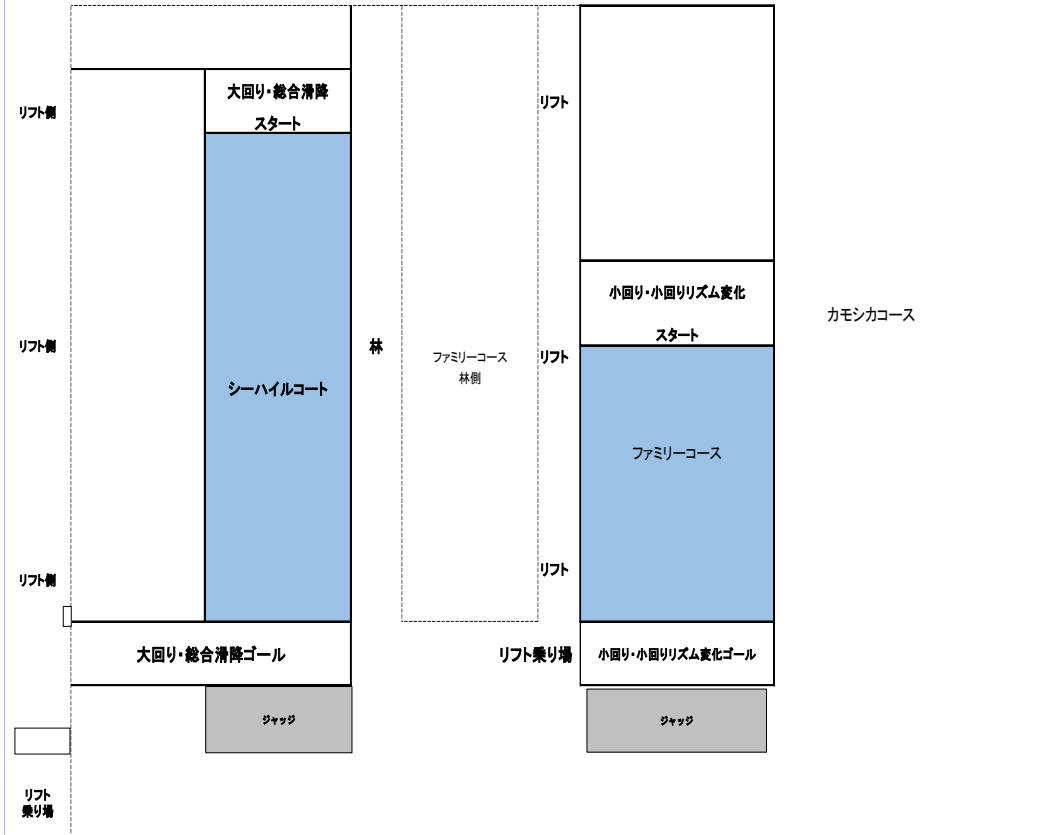 大回り・総合滑降
スタート
リフト側
リフト側
リフト側
シーハイルコート
大回り・総合滑降ゴール
ジャッジ
リフト
乗り場
林
ファミリーコース
林側
リフト
リフト
リフト
リフト乗り場
小回り・小回りリズム変化
スタート
ファミリーコース
小回り・小回りリズム変化ゴール
ジャッジ
カモシカコース